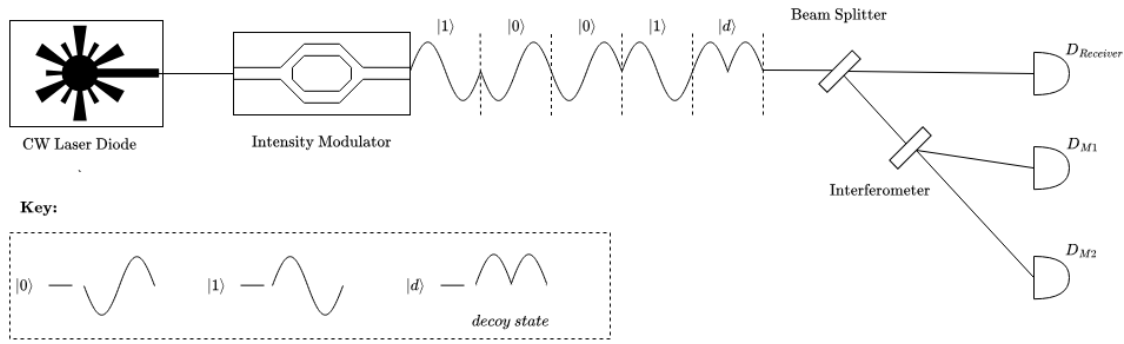 |1⟩ |0⟩ |0⟩ |1⟩ |d⟩
Beam Splitter
D_Receiver
CW Laser Diode
Intensity Modulator
D_M1
Interferometer
Key:
D_M2
|0⟩ |1⟩ |d⟩
decoy state